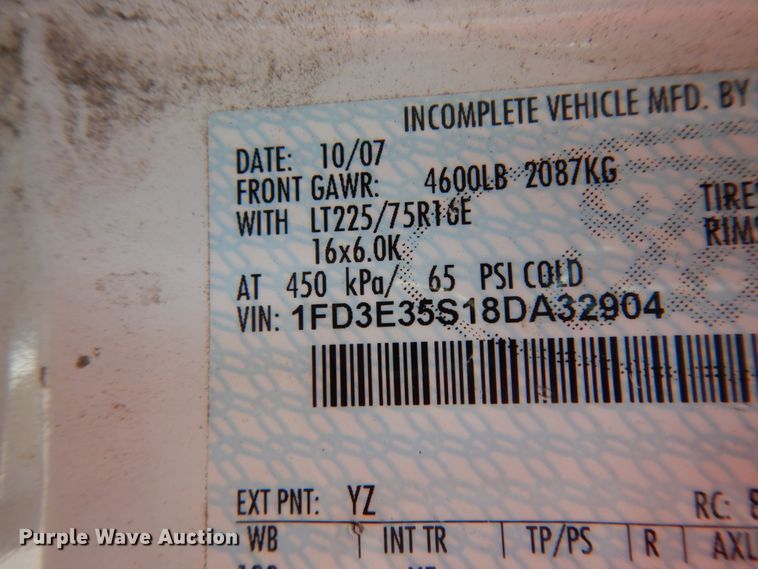 INCOMPLETE VEHICLE MFD. BY
DATE: 10/07
FRONT GAWR: 4600LB 2087KG
WITH LT225/75R16E
16x6.0K
AT 450 kPa/ 65 PSI COLD
TIRE
RIMS
VIN: 1FD3E35S18DA32904
EXT PNT: YZ
RC:
WB INT TR TP/PS R AXL
Purple Wave Auction